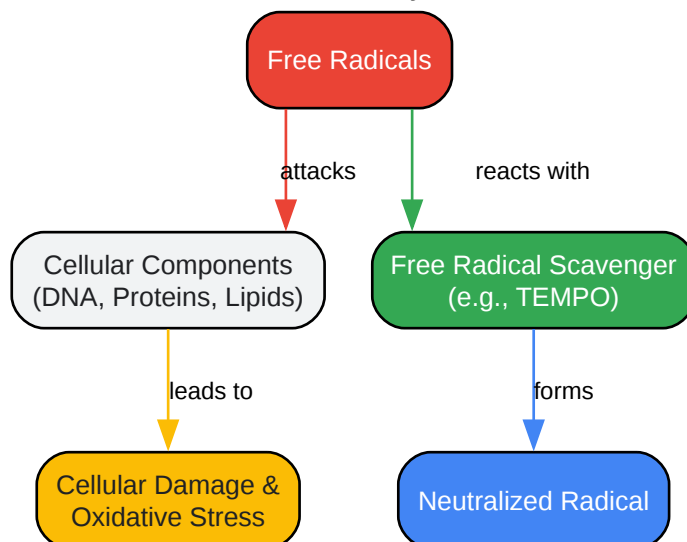 Free Radicals
attacks
reacts with
Cellular Components
(DNA, Proteins, Lipids)
Free Radical Scavenger
(e.g., TEMPO)
leads to
forms
Cellular Damage &
Oxidative Stress
Neutralized Radical